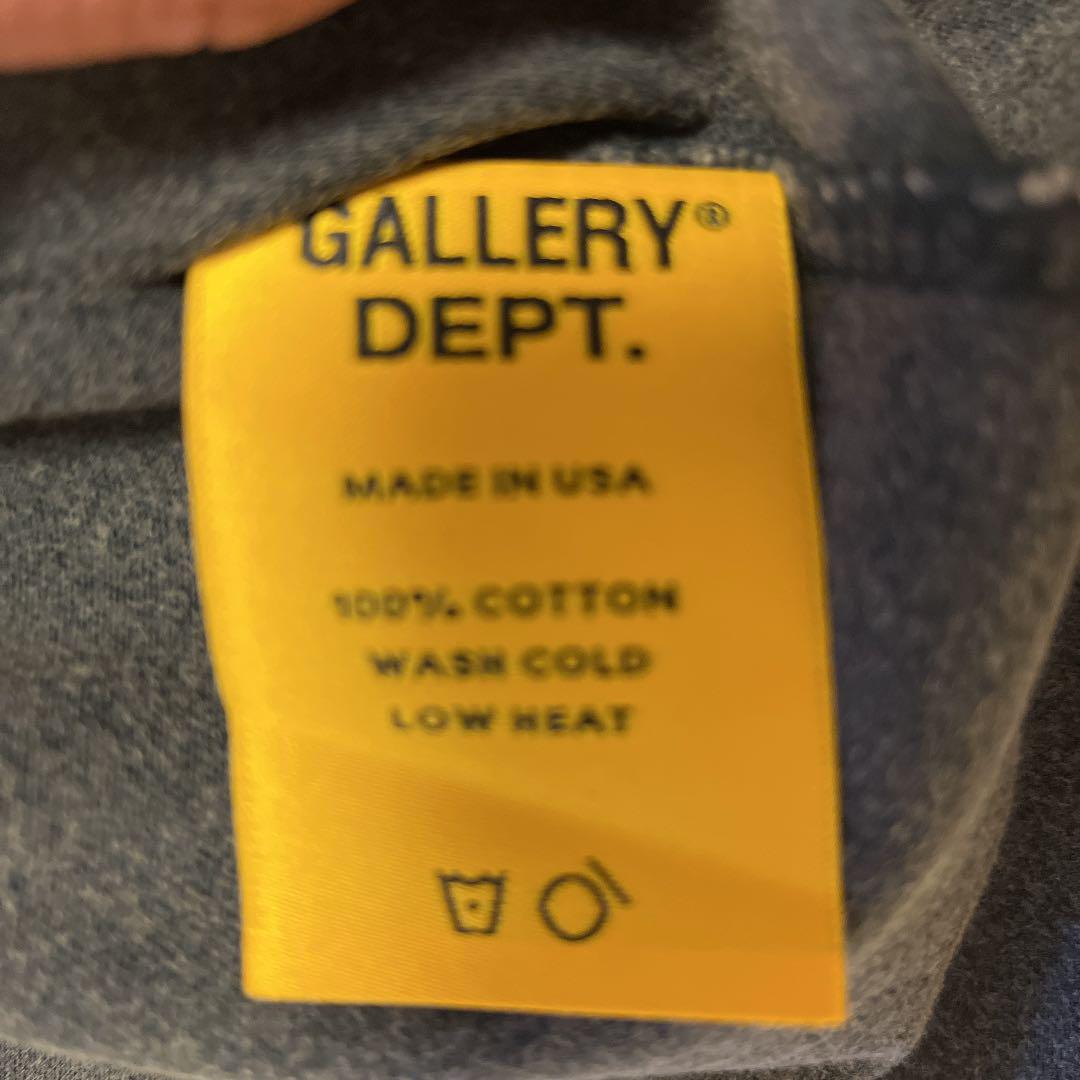 GALLERY®
DEPT.
MADE IN USA
100% COTTON
WASH COLD
LOW HEAT